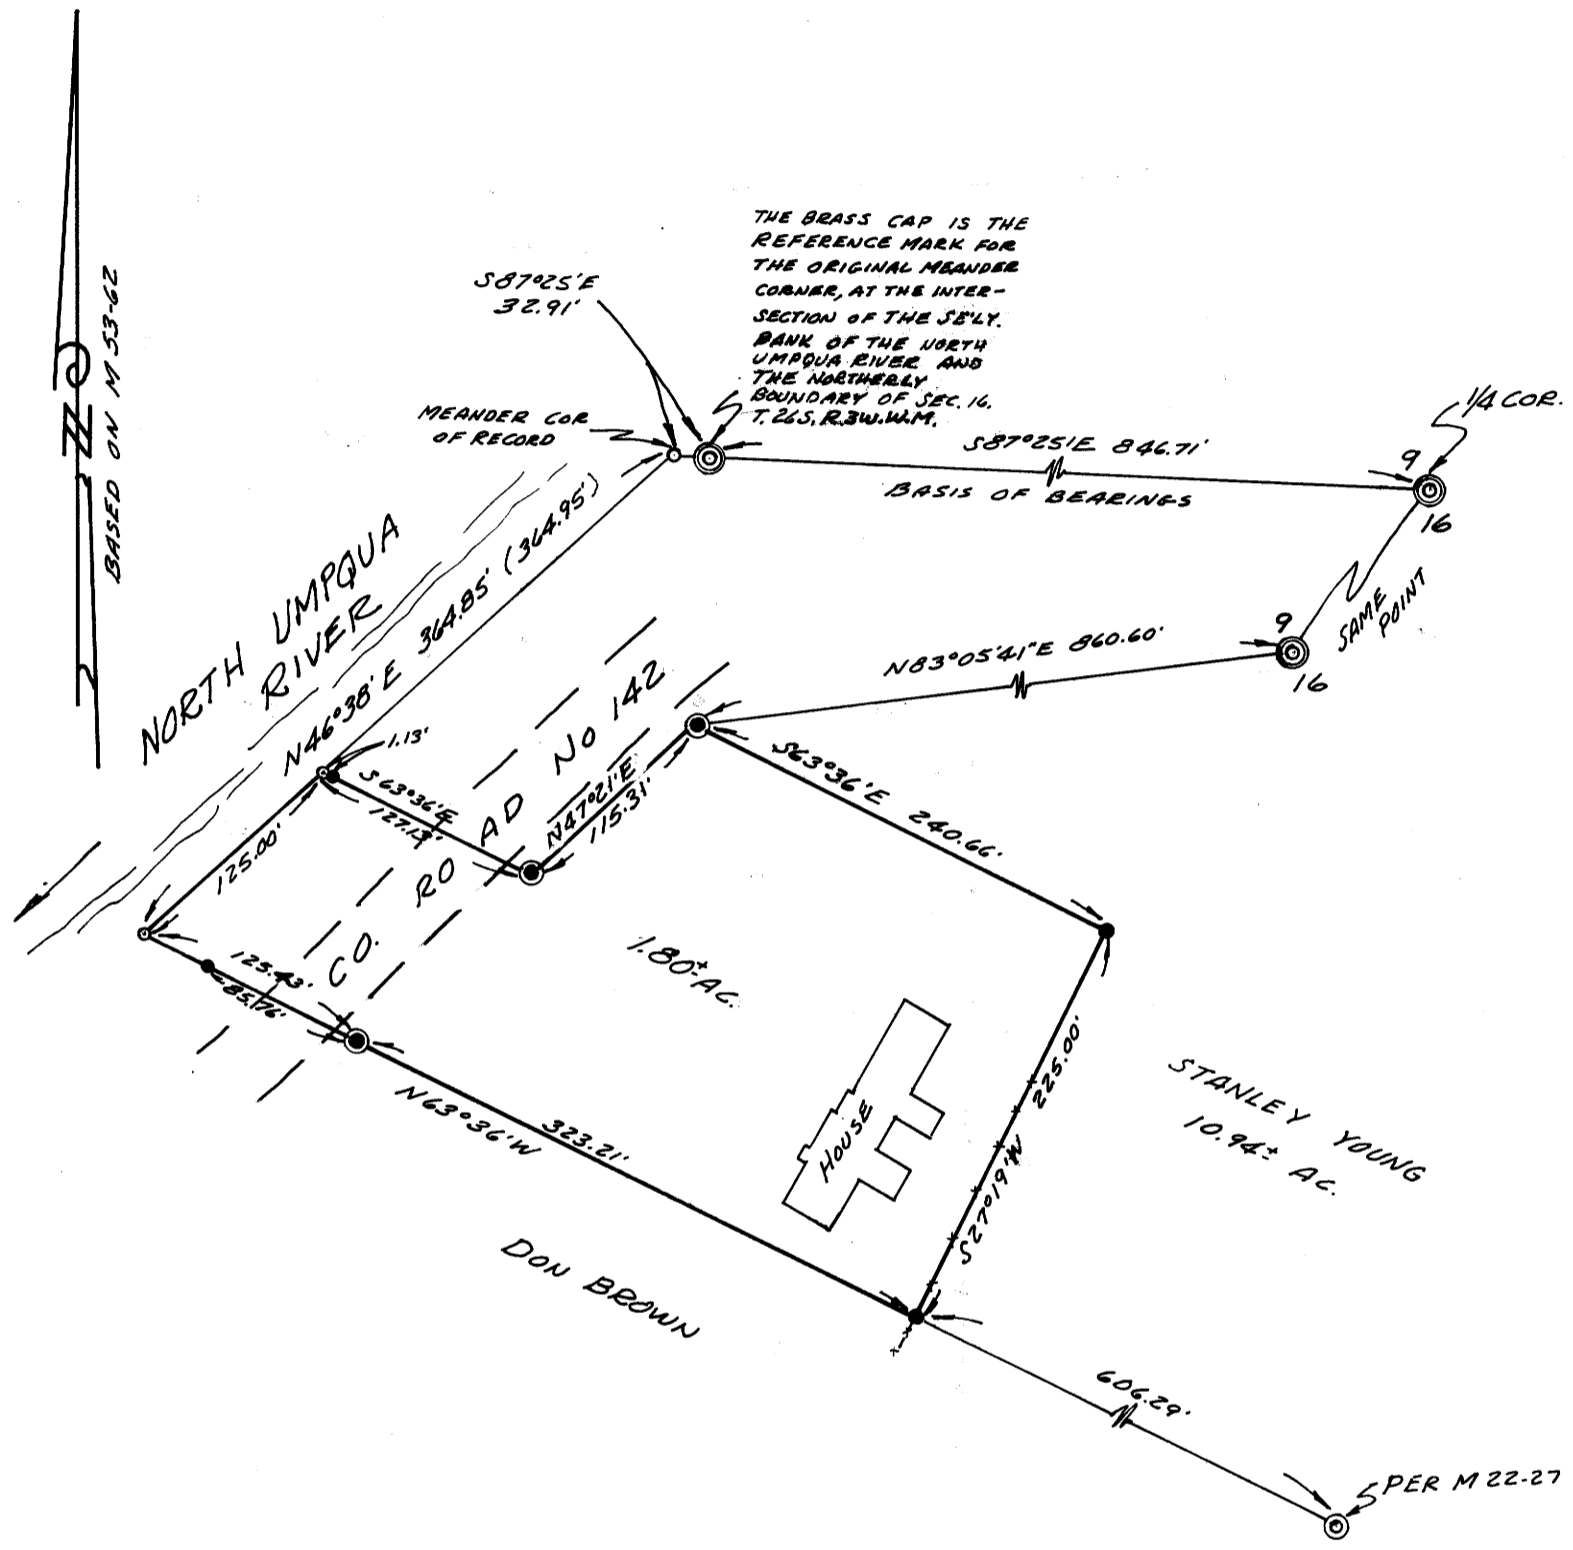 N
BASED ON M 53-62
S87°25'E
32.91'
THE BRASS CAP IS THE
REFERENCE MARK FOR
THE ORIGINAL MEANDER
CORNER, AT THE INTER-
SECTION OF THE SE'LY.
BANK OF THE NORTH
UMPQUA RIVER AND
THE NORTHERLY
BOUNDARY OF SEC. 16.
T. 26S. R.3W.W.M.
MEANDER COR
OF RECORD
S87°25'E 846.71'
BASIS OF BEARINGS
1/4 COR.
9
16
SAME
POINT
9
16
N83°05'41"E 860.60'
NORTH UMPQUA
RIVER
N46°38'E 364.85' (364.95')
1.13'
S63°36'E
127.13'
CO. ROAD No 142
N47°21'E
115.31'
S63°36'E 240.66'
125.00'
125.43'
85.76'
1.80± AC.
HOUSE
S27°19'W 225.00'
STANLEY YOUNG
10.94± AC.
N63°36'W 323.21'
DON BROWN
606.29'
PER M 22-27